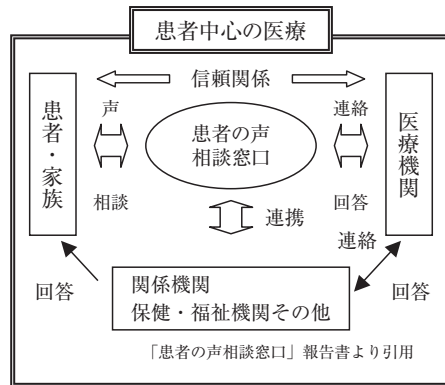 患者中心の医療
信頼関係
患者・家族
声
相談
患者の声
相談窓口
連絡
回答
医療機関
連携
連絡
回答
関係機関
保健・福祉機関その他
回答
「患者の声相談窓口」報告書より引用